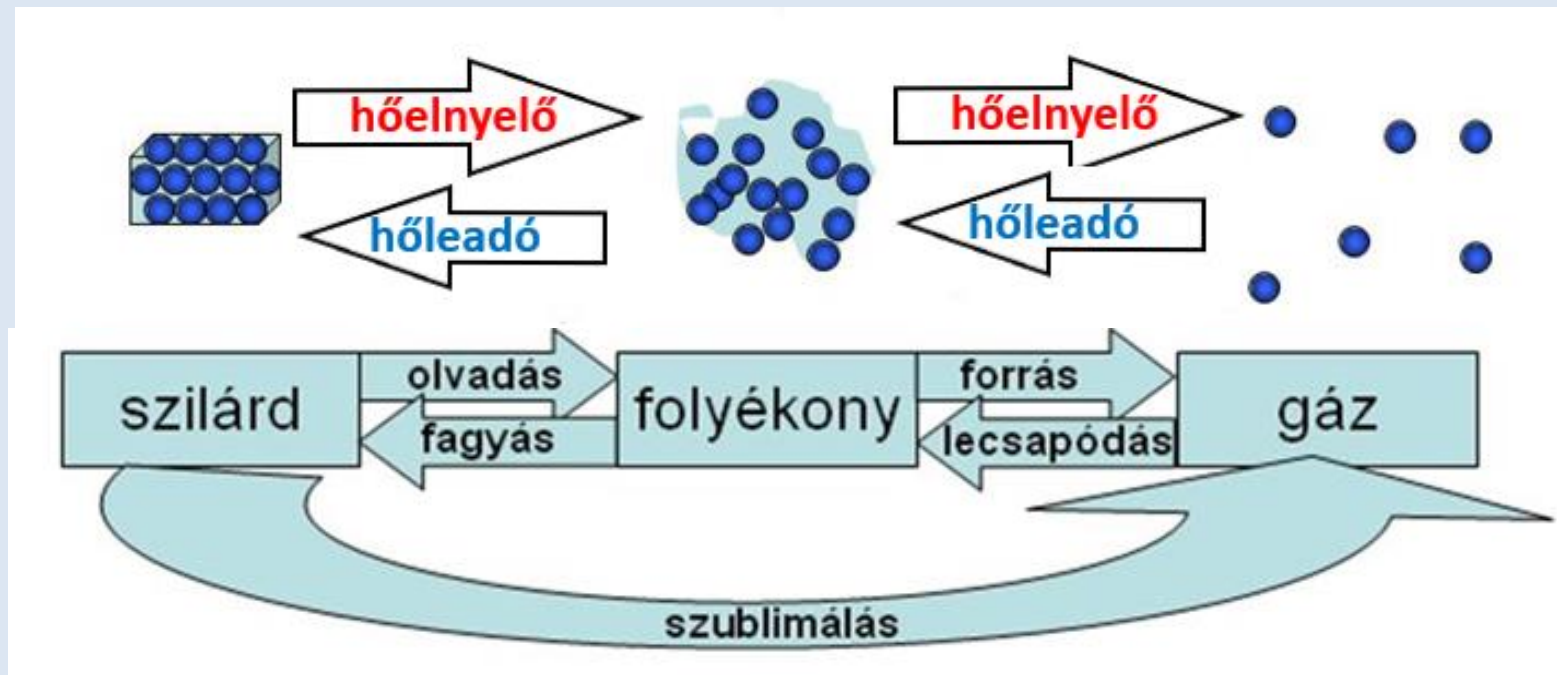 hőelnyelő
hőelnyelő
hőleadó
hőleadó
olvadás
forrás
szilárd
folyékony
gáz
fagyás
lecsapódás
szublimálás